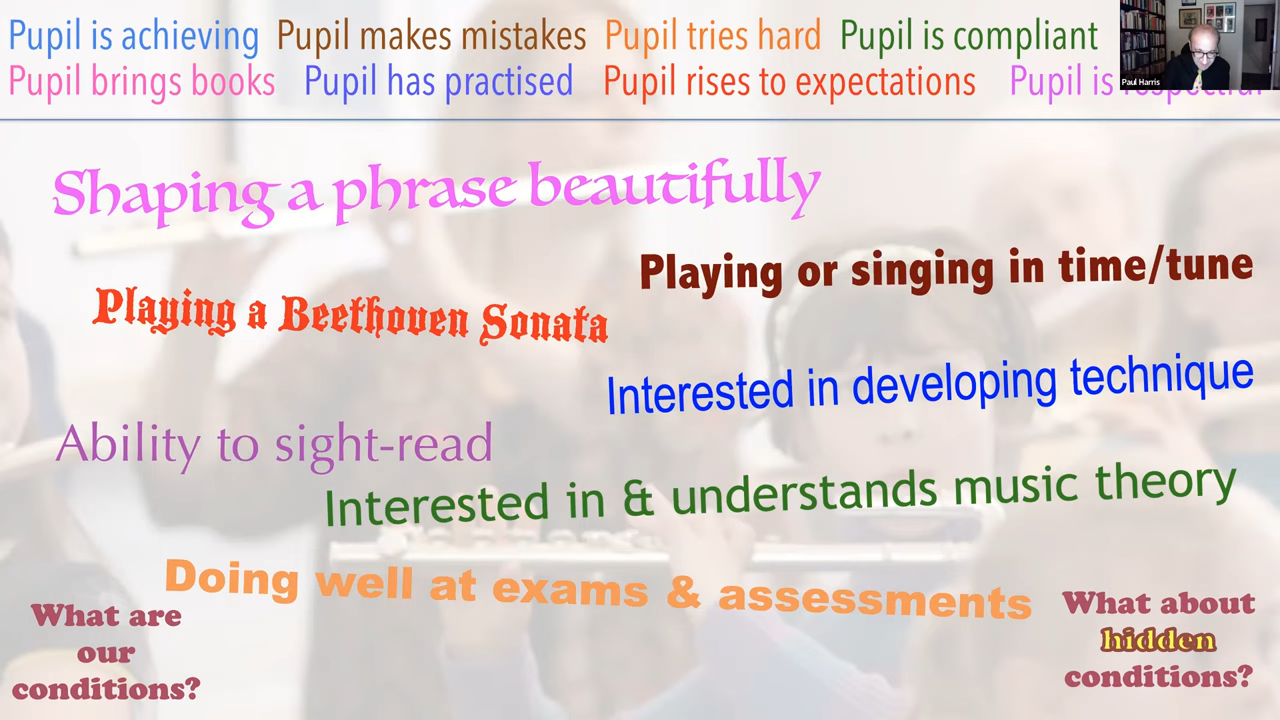 Pupil is achieving Pupil makes mistakes Pupil tries hard Pupil is compliant
Pupil brings books Pupil has practised Pupil rises to expectations Pupil is
Paul Harris
Shaping a phrase beautifully
Playing or singing in time/tune
Playing a Beethoven Sonata
Interested in developing technique
Ability to sight-read
Interested in & understands music theory
Doing well at exams & assessments
What are
our
conditions?
What about
hidden
conditions?